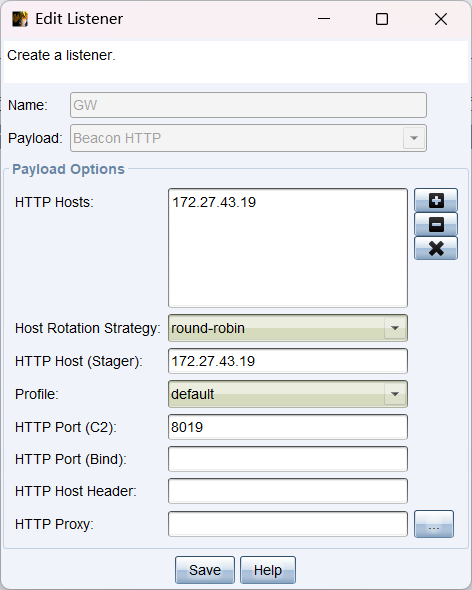 Edit Listener
Create a listener.
Name: GW
Payload: Beacon HTTP
Payload Options
HTTP Hosts: 172.27.43.19
Host Rotation Strategy: round-robin
HTTP Host (Stager): 172.27.43.19
Profile: default
HTTP Port (C2): 8019
HTTP Port (Bind):
HTTP Host Header:
HTTP Proxy: ...
Save Help